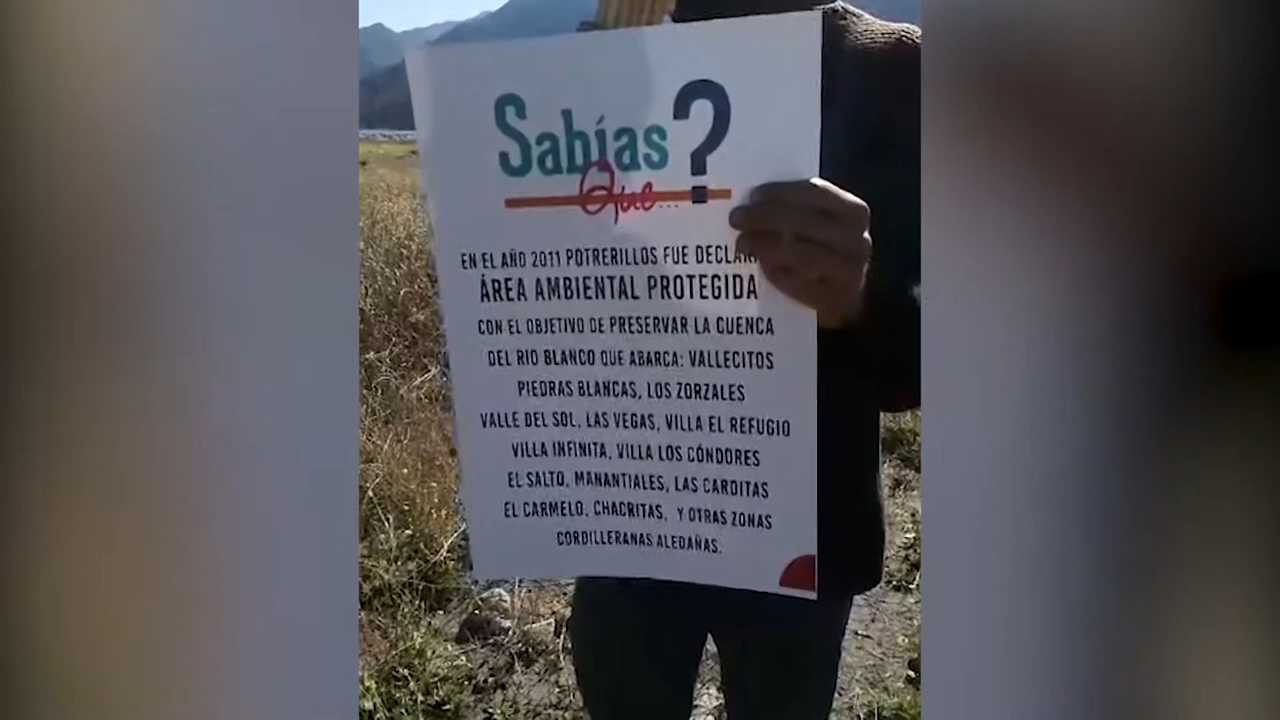 Sabías ?
Que...
EN EL AÑO 2011 POTRERILLOS FUE
ÁREA AMBIENTAL PROTEGIDA
CON EL OBJETIVO DE PRESERVAR LA CUENCA
DEL RIO BLANCO QUE ABARCA: VALLECITOS
PIEDRAS BLANCAS, LOS ZORZALES
VALLE DEL SOL, LAS VEGAS, VILLA EL REFUGIO
VILLA INFINITA, VILLA LOS CÓNDORES
EL SALTO, MANANTIALES, LAS CARDITAS
EL CARMELO, CHACRITAS, Y OTRAS ZONAS
CORDILLERANAS ALEDAÑAS.